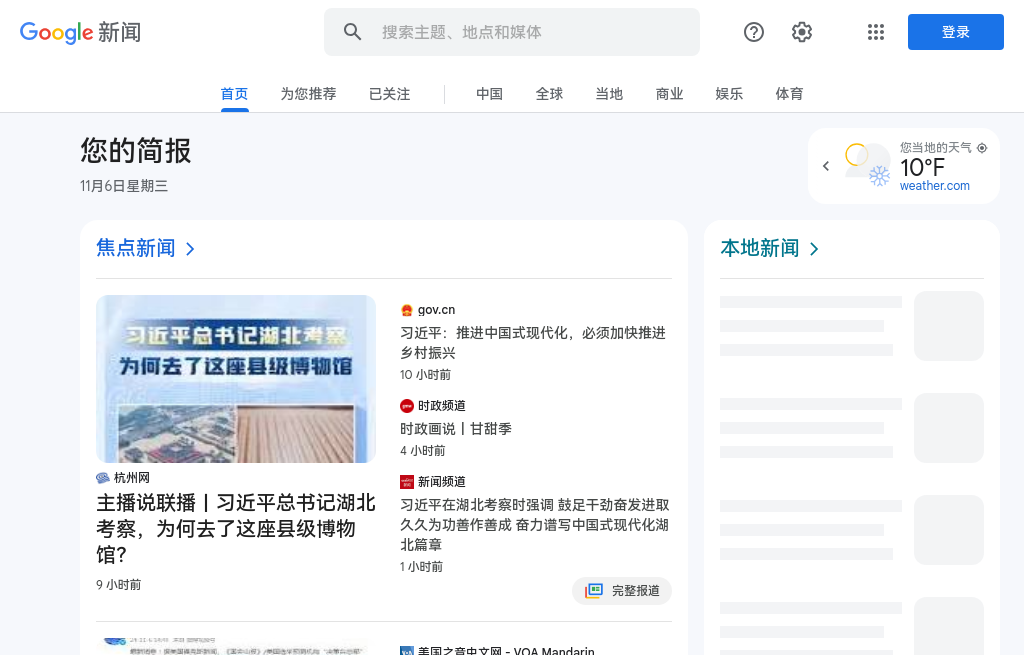 Google 新闻
搜索主题、地点和媒体
登录
首页
为您推荐
已关注
中国
全球
当地
商业
娱乐
体育
您的简报
11月6日星期三
您当地的天气
10°F
weather.com
焦点新闻
本地新闻
习近平总书记湖北考察
为何去了这座县级博物馆
杭州网
主播说联播丨习近平总书记湖北
考察，为何去了这座县级博物
馆？
9 小时前
gov.cn
习近平：推进中国式现代化，必须加快推进
乡村振兴
10 小时前
时政频道
时政画说丨甘甜季
4 小时前
新闻频道
习近平在湖北考察时强调 鼓足干劲奋发进取
久久为功善作善成 奋力谱写中国式现代化湖
北篇章
1 小时前
完整报道
美国之音中文网 - VOA Mandarin